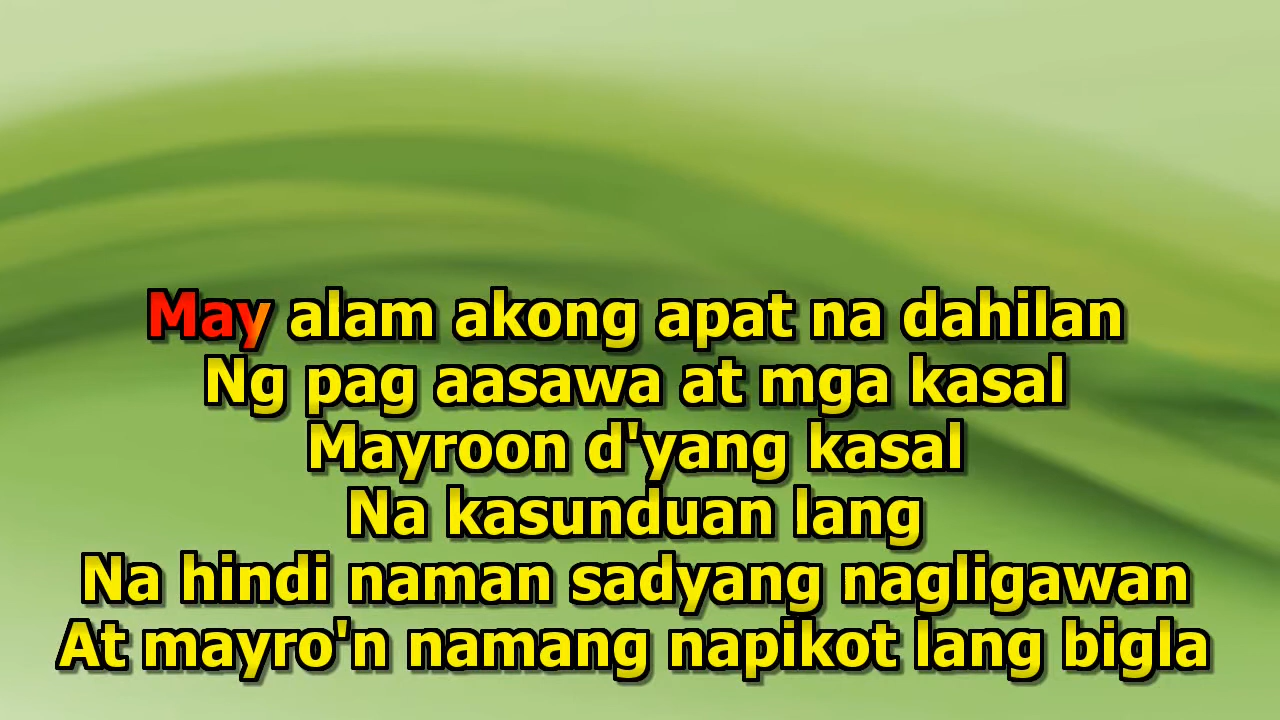 May alam akong apat na dahilan
Ng pag aasawa at mga kasal
Mayroon d'yang kasal
Na kasunduan lang
Na hindi naman sadyang nagligawan
At mayro'n namang napikot lang bigla